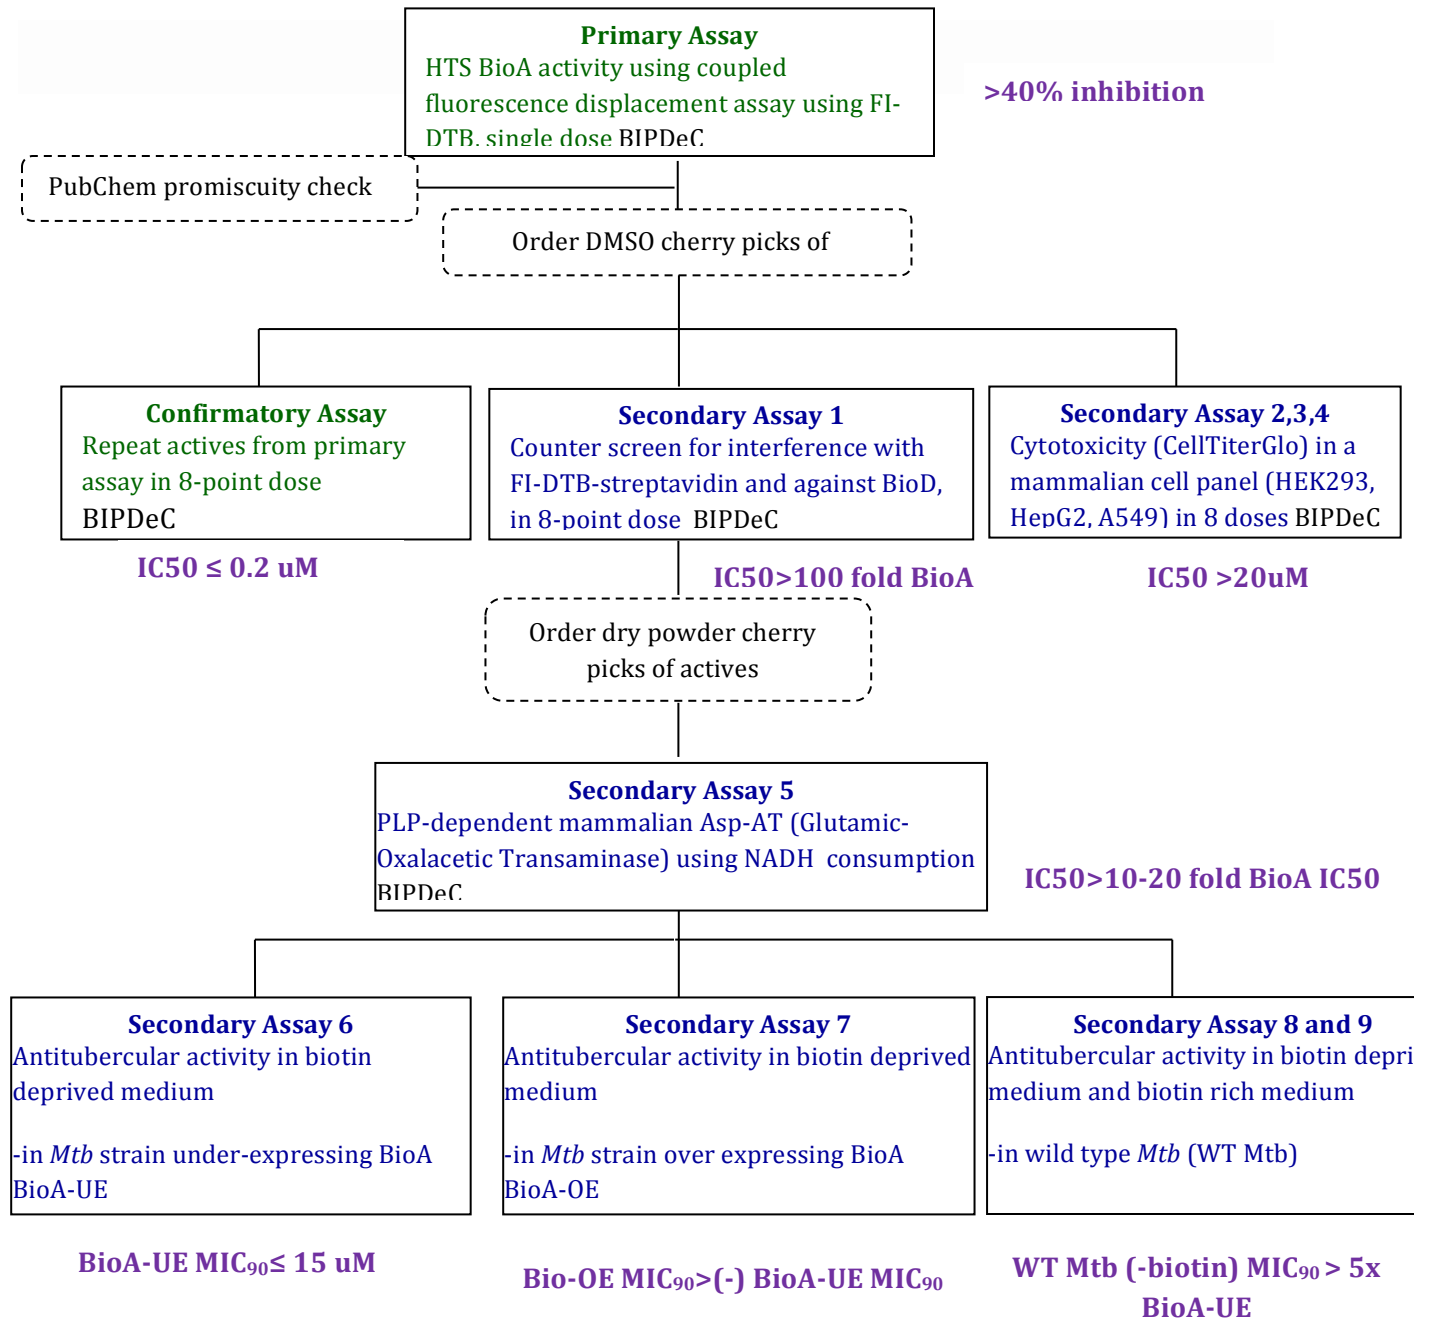 Primary Assay
HTS BioA activity using coupled
fluorescence displacement assay using FI-
DTB, single dose BIPDeC
>40% inhibition
PubChem promiscuity check
Order DMSO cherry picks of
Confirmatory Assay
Repeat actives from primary
assay in 8-point dose
BIPDeC
IC50 ≤ 0.2 uM
Secondary Assay 1
Counter screen for interference with
FI-DTB-streptavidin and against BioD,
in 8-point dose BIPDeC
IC50>100 fold BioA
Secondary Assay 2,3,4
Cytotoxicity (CellTiterGlo) in a
mammalian cell panel (HEK293,
HepG2, A549) in 8 doses BIPDeC
IC50 >20uM
Order dry powder cherry
picks of actives
Secondary Assay 5
PLP-dependent mammalian Asp-AT (Glutamic-
Oxalacetic Transaminase) using NADH consumption
BIPDeC
IC50>10-20 fold BioA IC50
Secondary Assay 6
Antitubercular activity in biotin
deprived medium
-in Mtb strain under-expressing BioA
BioA-UE
BioA-UE MIC₉₀≤ 15 uM
Secondary Assay 7
Antitubercular activity in biotin deprived
medium
-in Mtb strain over expressing BioA
BioA-OE
Bio-OE MIC₉₀>(-) BioA-UE MIC₉₀
Secondary Assay 8 and 9
Antitubercular activity in biotin depri
medium and biotin rich medium
-in wild type Mtb (WT Mtb)
WT Mtb (-biotin) MIC₉₀ > 5x
BioA-UE